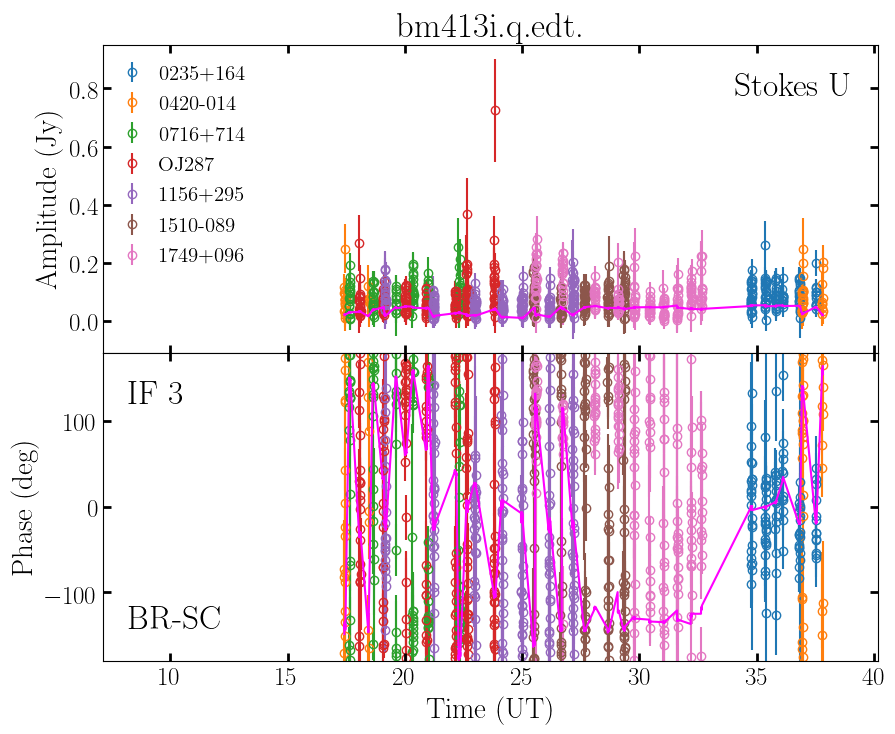 bm413i.q.edt.
Stokes U
0235+164
0420-014
0716+714
OJ287
1156+295
1510-089
1749+096
Amplitude (Jy)
0.8
0.6
0.4
0.2
0.0
IF 3
BR-SC
Phase (deg)
100
0
−100
10 15 20 25 30 35 40
Time (UT)